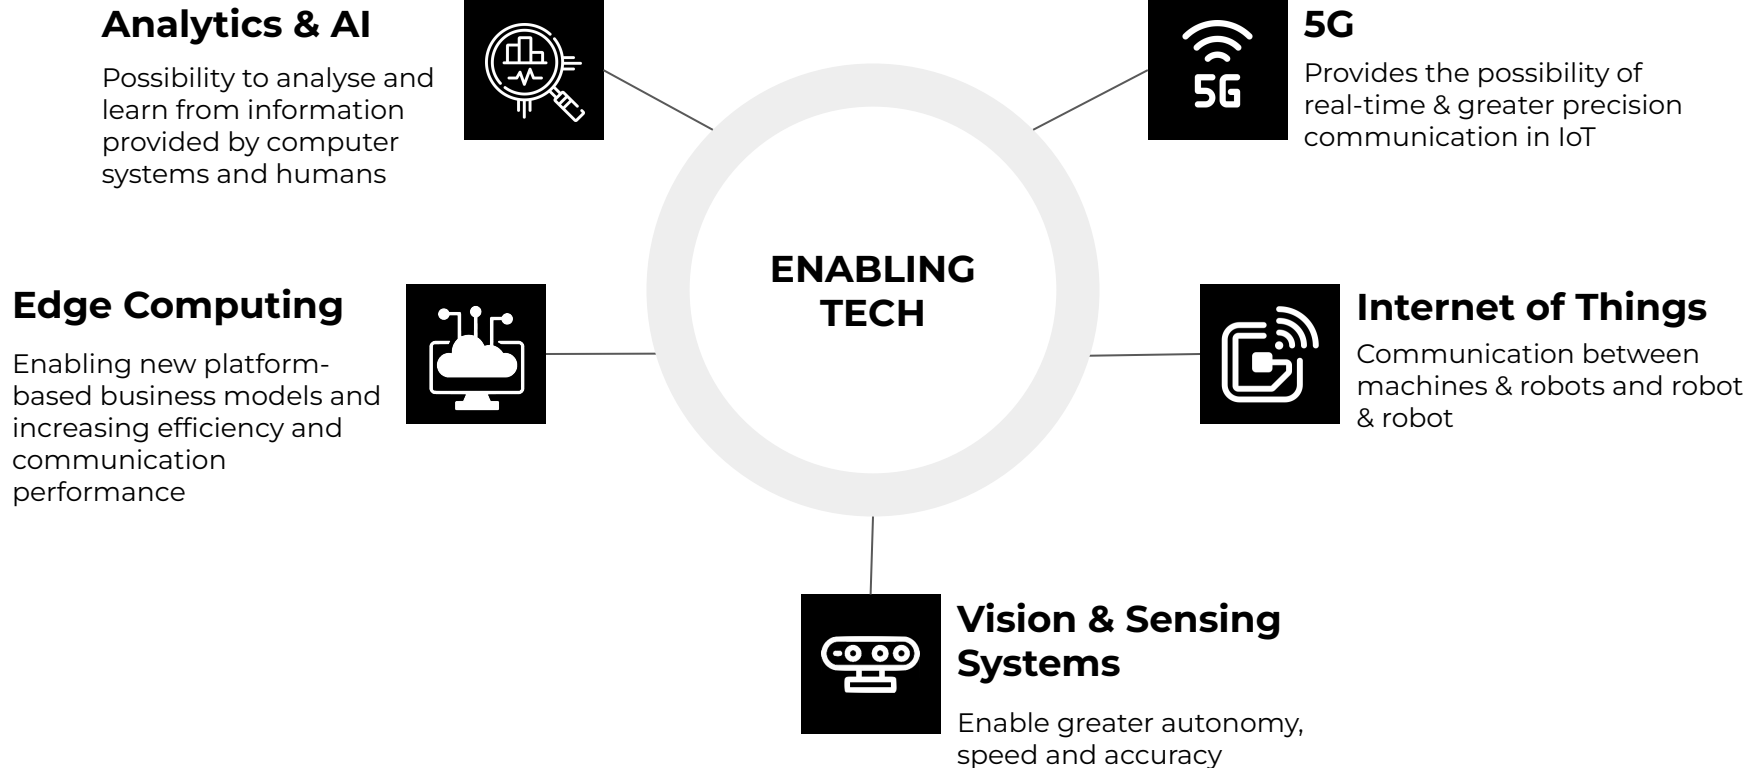 Analytics & AI
Possibility to analyse and
learn from information
provided by computer
systems and humans
5G
5G
Provides the possibility of
real-time & greater precision
communication in IoT
ENABLING
TECH
Edge Computing
Enabling new platform-
based business models and
increasing efficiency and
communication
performance
Internet of Things
Communication between
machines & robots and robot
& robot
Vision & Sensing
Systems
Enable greater autonomy,
speed and accuracy